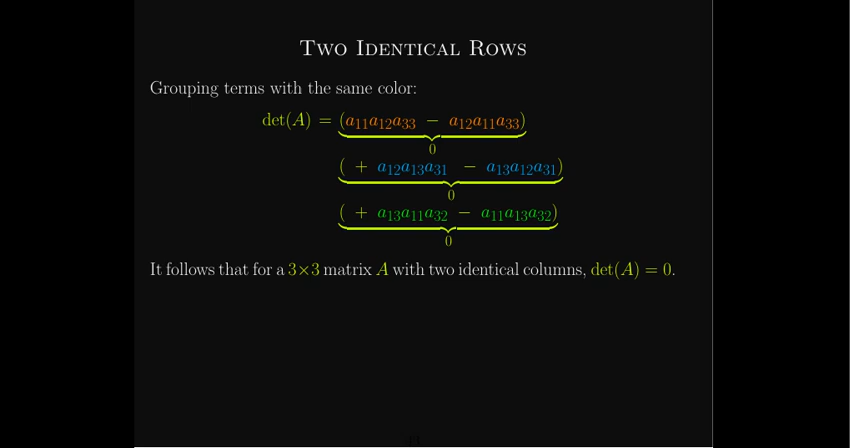 Two Identical Rows
Grouping terms with the same color:
det(A) = (a₁₁a₁₂a₃₃ − a₁₂a₁₁a₃₃)
0
( + a₁₂a₁₃a₃₁ − a₁₃a₁₂a₃₁)
0
( + a₁₃a₁₁a₃₂ − a₁₁a₁₃a₃₂)
0
It follows that for a 3×3 matrix A with two identical columns, det(A) = 0.